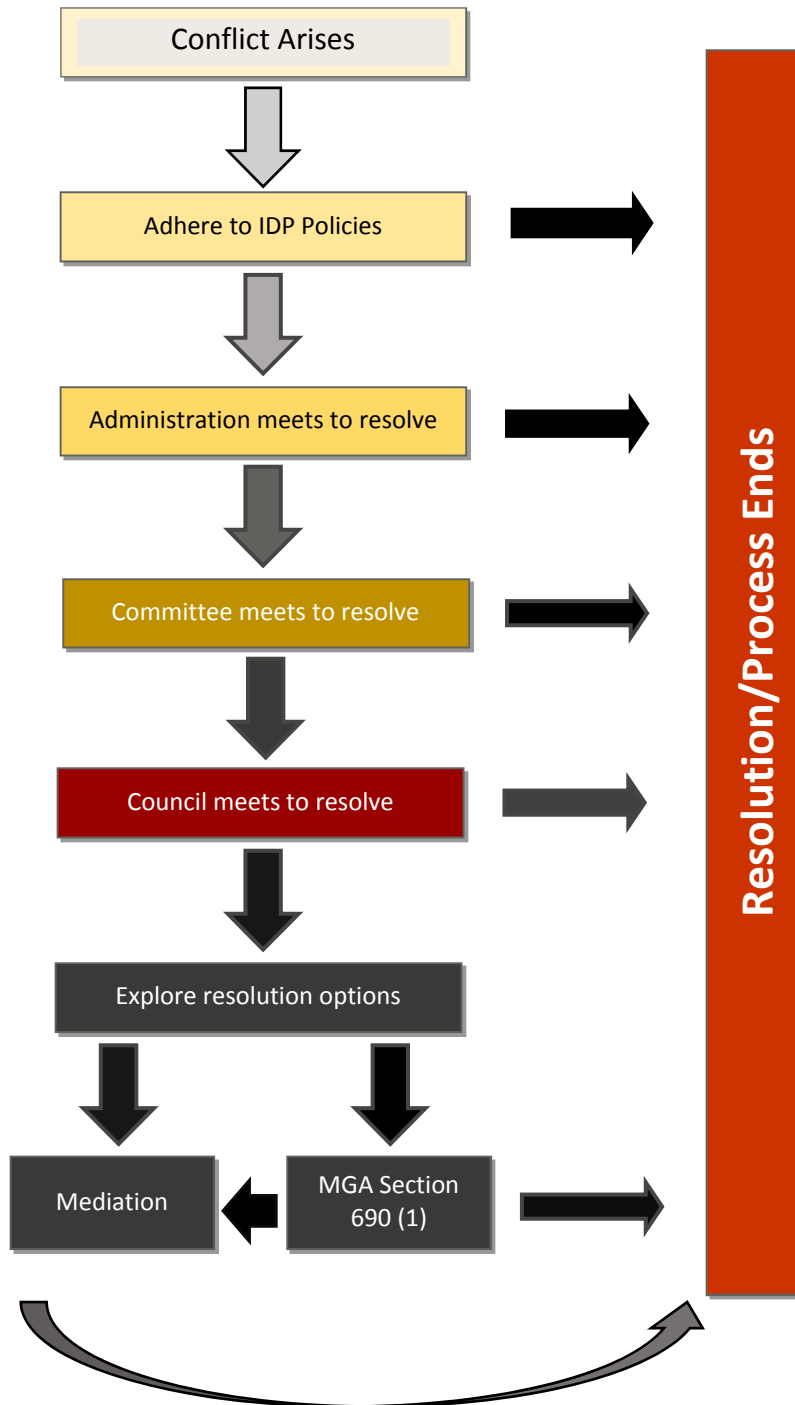 Conflict Arises
Adhere to IDP Policies
Administration meets to resolve
Committee meets to resolve
Council meets to resolve
Explore resolution options
Mediation
MGA Section
690 (1)
Resolution/Process Ends